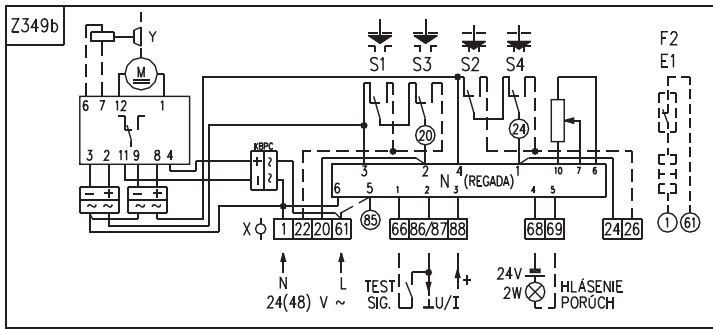 Z349b
Y
M
6 7 12 1
3 2 11 9 8 4
S1 S3 S2 S4
20 24
F2
E1
KBPC
+ ~
- ~
- +
~
- +
~
3 2 4 1 10 7 6
N (REGADA)
6 5 1 2 3 4 5
85
X 1 22 20 61 66 86/87 88 68 69 24 26
1 61
N L
24(48) V ~
TEST
SIG.
U/I +
24V
2W
HLÁSENIE
PORÚCH